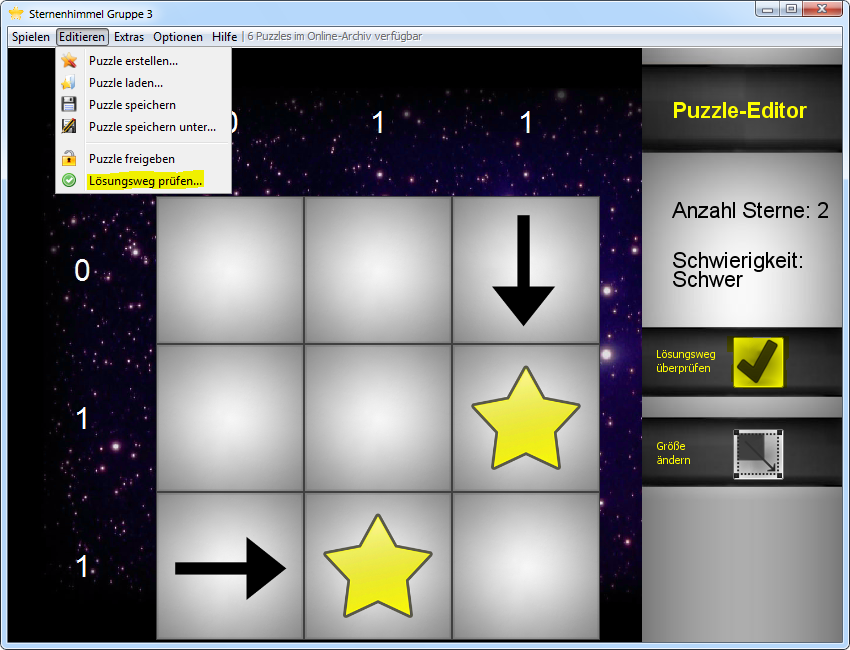 Sternenhimmel Gruppe 3
Spielen Editieren Extras Optionen Hilfe | 6 Puzzles im Online-Archiv verfügbar
Puzzle erstellen...
Puzzle laden...
Puzzle speichern
Puzzle speichern unter...
Puzzle freigeben
Lösungsweg prüfen...
0 1 1
0
1
1
Puzzle-Editor
Anzahl Sterne: 2
Schwierigkeit:
Schwer
Lösungsweg
überprüfen
Größe
ändern